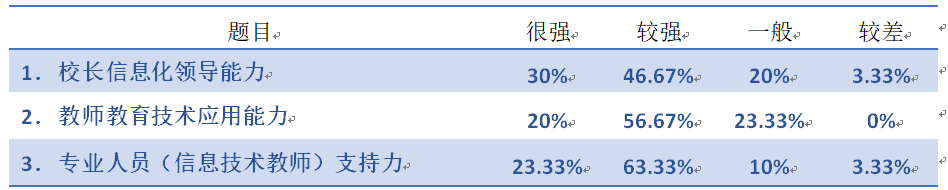 题目 很强 较强 一般 较差
1. 校长信息化领导能力 30% 46.67% 20% 3.33%
2. 教师教育技术应用能力 20% 56.67% 23.33% 0%
3. 专业人员（信息技术教师）支持力 23.33% 63.33% 10% 3.33%